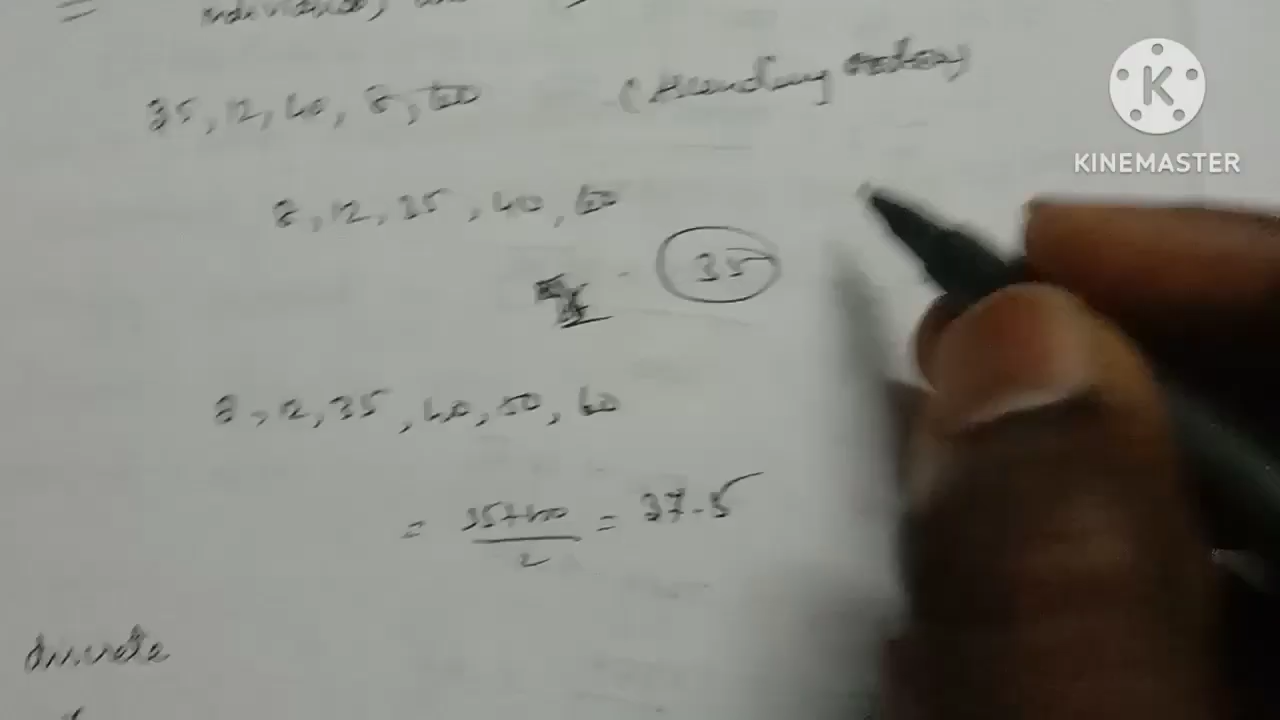 =
35, 12, 40, 8, 60 (Ascending order)
8, 12, 35, 40, 60
- 35
8, 12, 35, 40, 50, 60
= 35+40 / 2 = 37.5
discrete
K
KINEMASTER